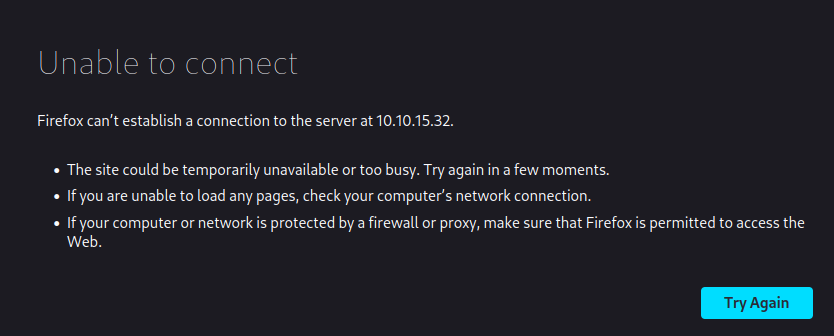 Unable to connect
Firefox can’t establish a connection to the server at 10.10.15.32.
• The site could be temporarily unavailable or too busy. Try again in a few moments.
• If you are unable to load any pages, check your computer’s network connection.
• If your computer or network is protected by a firewall or proxy, make sure that Firefox is permitted to access the
Web.
Try Again